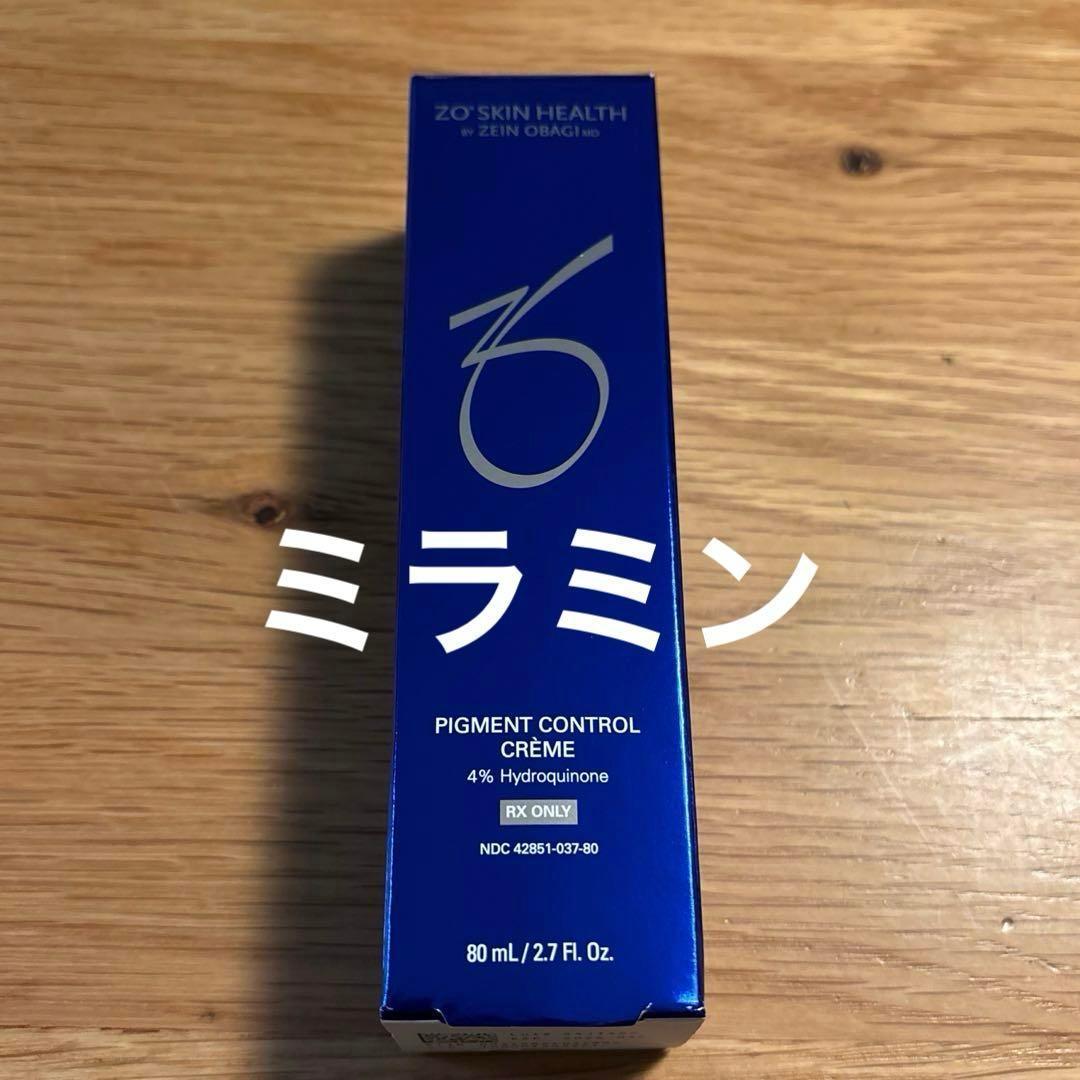 ZO® SKIN HEALTH
BY ZEIN OBAGI MD
ミラミン
PIGMENT CONTROL
CRÈME
4% Hydroquinone
RX ONLY
NDC 42851-037-80
80 mL / 2.7 Fl. Oz.